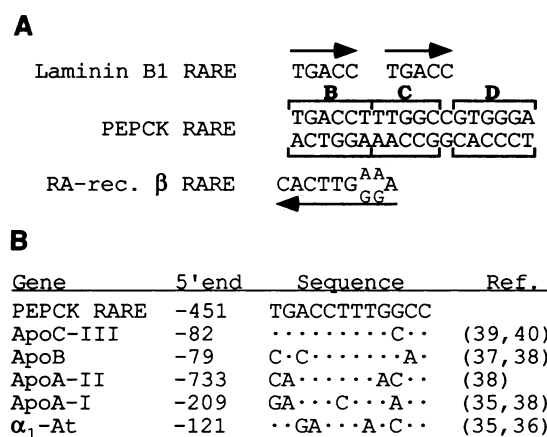 A
Laminin B1 RARE TGACC TGACC
B C D
PEPCK RARE TGACCTTTGGCCGTGGGA
ACTGGAAACCGGCACCCT
RA-rec. β RARE CACTTGAAA
GG
B
Gene 5'end Sequence Ref.
PEPCK RARE -451 TGACCTTTGGCC
ApoC-III -82 ·········C·· (39,40)
ApoB -79 C·C·······A· (37,38)
ApoA-II -733 CA······AC·· (38)
ApoA-I -209 GA···C···A·· (35,38)
α1-At -121 ··GA···A·C·· (35,36)